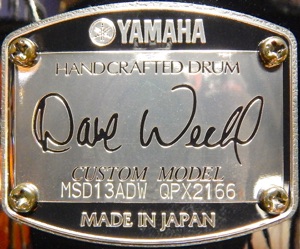 YAMAHA
HANDCRAFTED DRUM
Dave Weckl
CUSTOM MODEL
MSD13ADW QPX2166
MADE IN JAPAN